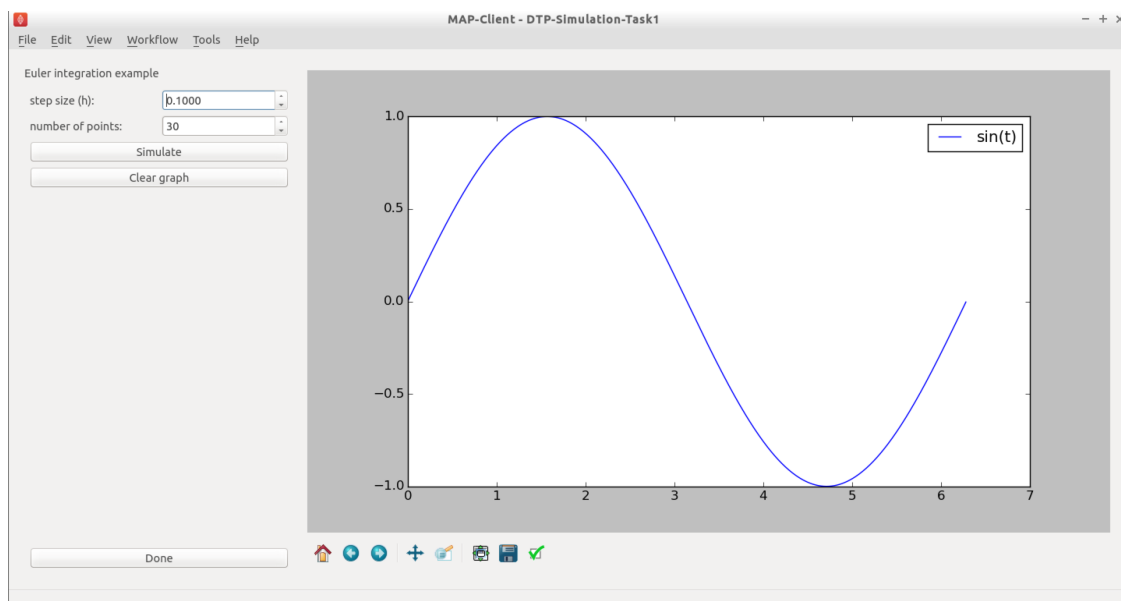 MAP-Client - DTP-Simulation-Task1
File Edit View Workflow Tools Help
Euler integration example
step size (h): 0.1000
number of points: 30
Simulate
Clear graph
Done
sin(t)
1.0
0.5
0.0
−0.5
−1.0
0 1 2 3 4 5 6 7